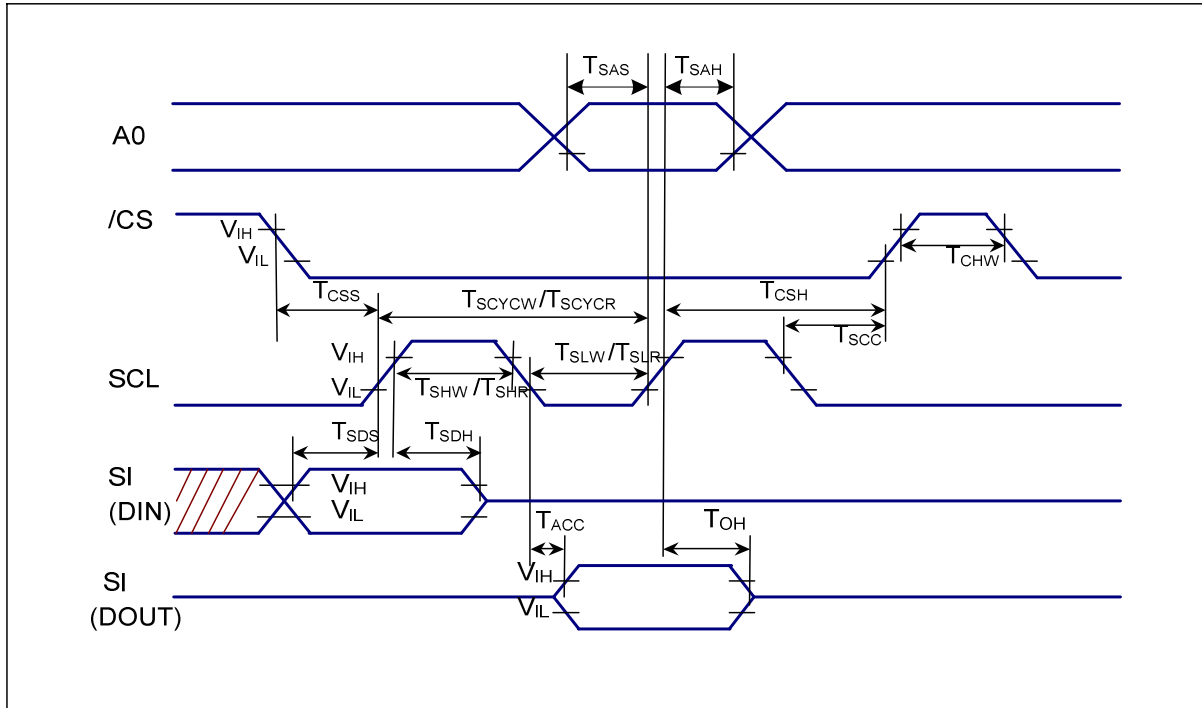 TSAS TSAH
A0
/CS
VIH
VIL
TCHW
TCSS TSCYCW/TSCYCR TCSH
TSCC
SCL
VIH
VIL
TSHW /TSHR
TSLW/TSLR
TSDS TSDH
SI
(DIN)
VIH
VIL
TACC TOH
SI
(DOUT)
VIH
VIL